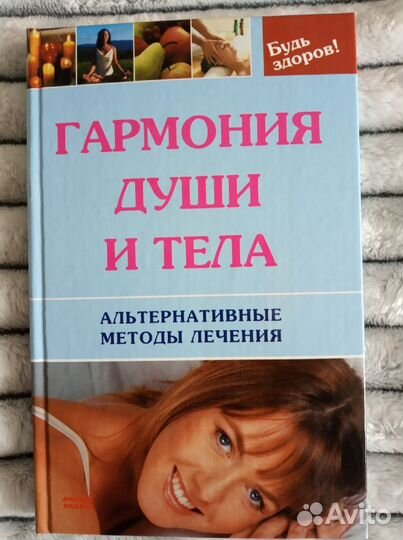 Будь
здоров!
ГАРМОНИЯ
ДУШИ
И ТЕЛА
АЛЬТЕРНАТИВНЫЕ
МЕТОДЫ ЛЕЧЕНИЯ
Avito